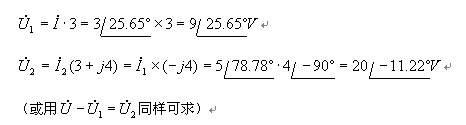 U̇₁ = İ · 3 = 3∠25.65° × 3 = 9∠25.65°V
U̇₂ = İ₂(3 + j4) = İ₁ × (−j4) = 5∠78.78° · 4∠−90° = 20∠−11.22°V
(或用 U̇ − U̇₁ = U̇₂ 同样可求)